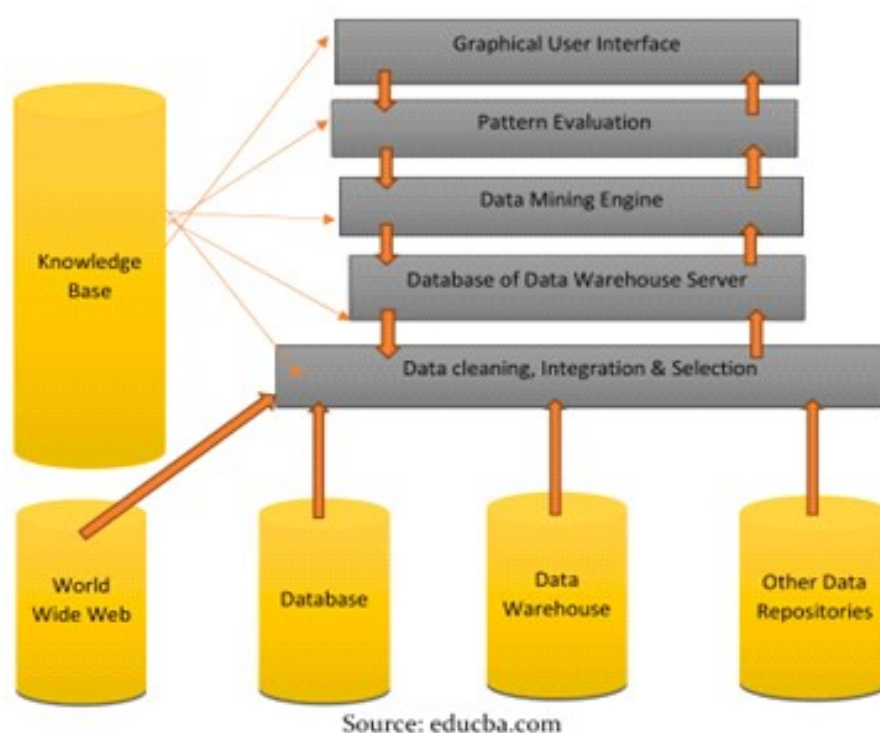 Graphical User Interface
Pattern Evaluation
Data Mining Engine
Knowledge
Base
Database of Data Warehouse Server
Data cleaning, Integration & Selection
World
Wide Web
Database
Data
Warehouse
Other Data
Repositories
Source: educba.com